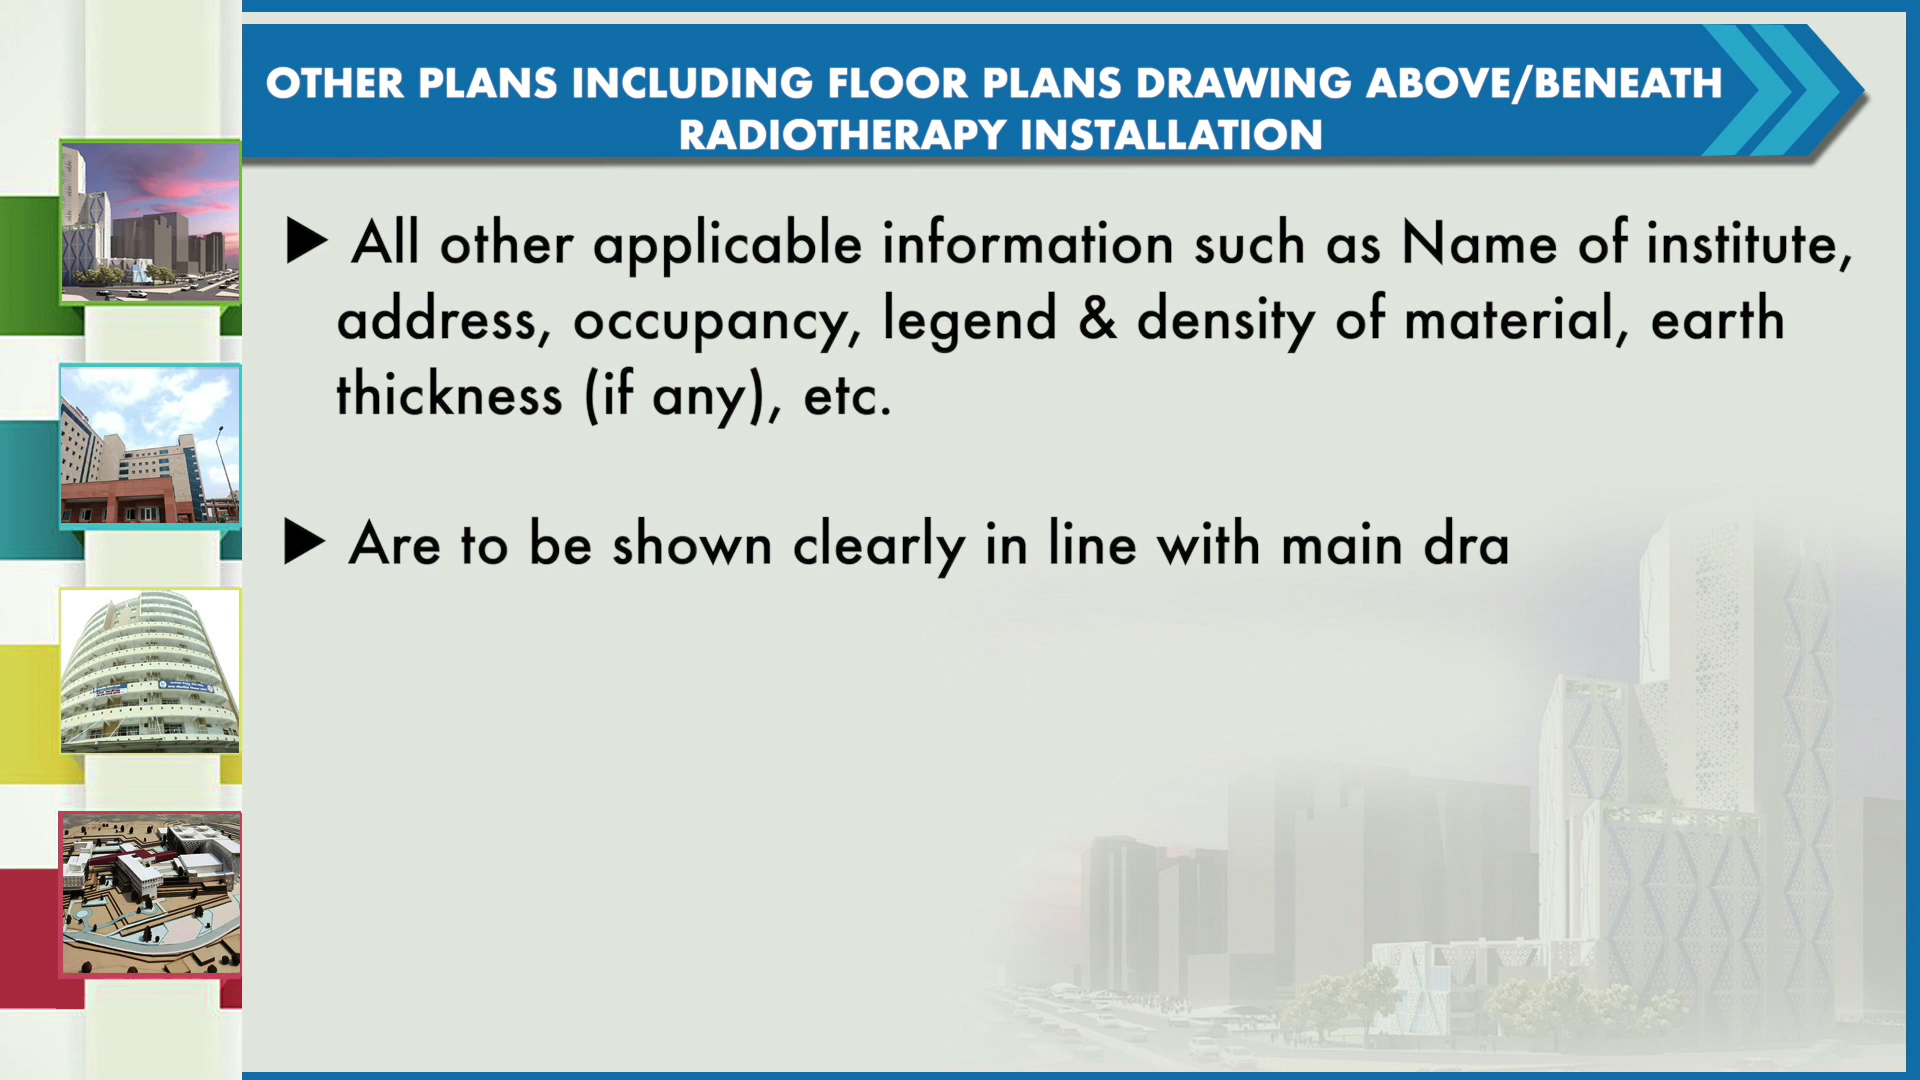 OTHER PLANS INCLUDING FLOOR PLANS DRAWING ABOVE/BENEATH
RADIOTHERAPY INSTALLATION
▶ All other applicable information such as Name of institute,
address, occupancy, legend & density of material, earth
thickness (if any), etc.
▶ Are to be shown clearly in line with main dra